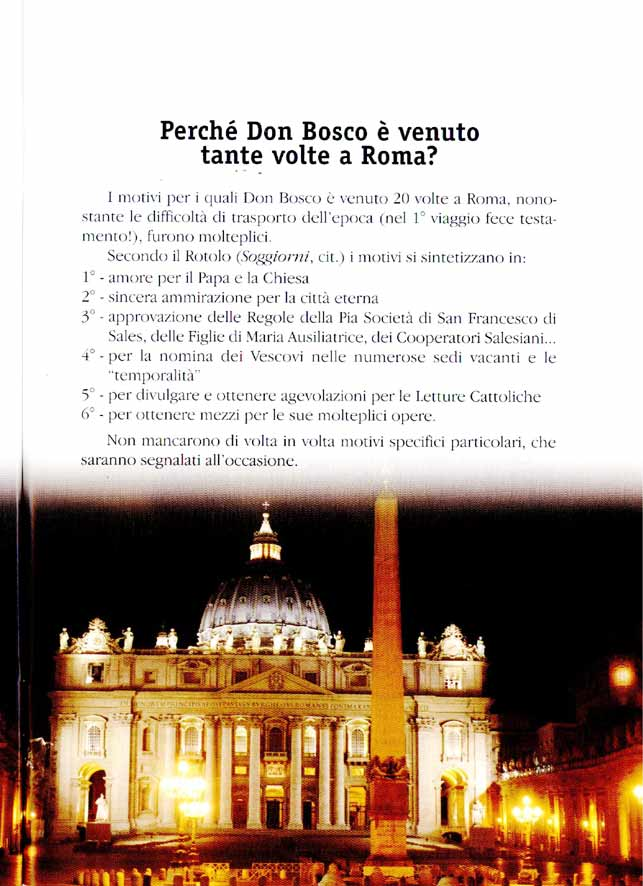 Perché Don Bosco è venuto
tante volte a Roma?
I motivi per i quali Don Bosco è venuto 20 volte a Roma, nono-
stante le difficoltà di trasporto dell'epoca (nel 1° viaggio fece testa-
mento!), furono molteplici.
Secondo il Rotolo (Soggiorni, cit.) i motivi si sintetizzano in:
1° - amore per il Papa e la Chiesa
2° - sincera ammirazione per la città eterna
3° - approvazione delle Regole della Pia Società di San Francesco di
Sales, delle Figlie di Maria Ausiliatrice, dei Cooperatori Salesiani...
4° - per la nomina dei Vescovi nelle numerose sedi vacanti e le
"temporalità"
5° - per divulgare e ottenere agevolazioni per le Letture Cattoliche
6° - per ottenere mezzi per le sue molteplici opere.
Non mancarono di volta in volta motivi specifici particolari, che
saranno segnalati all'occasione.